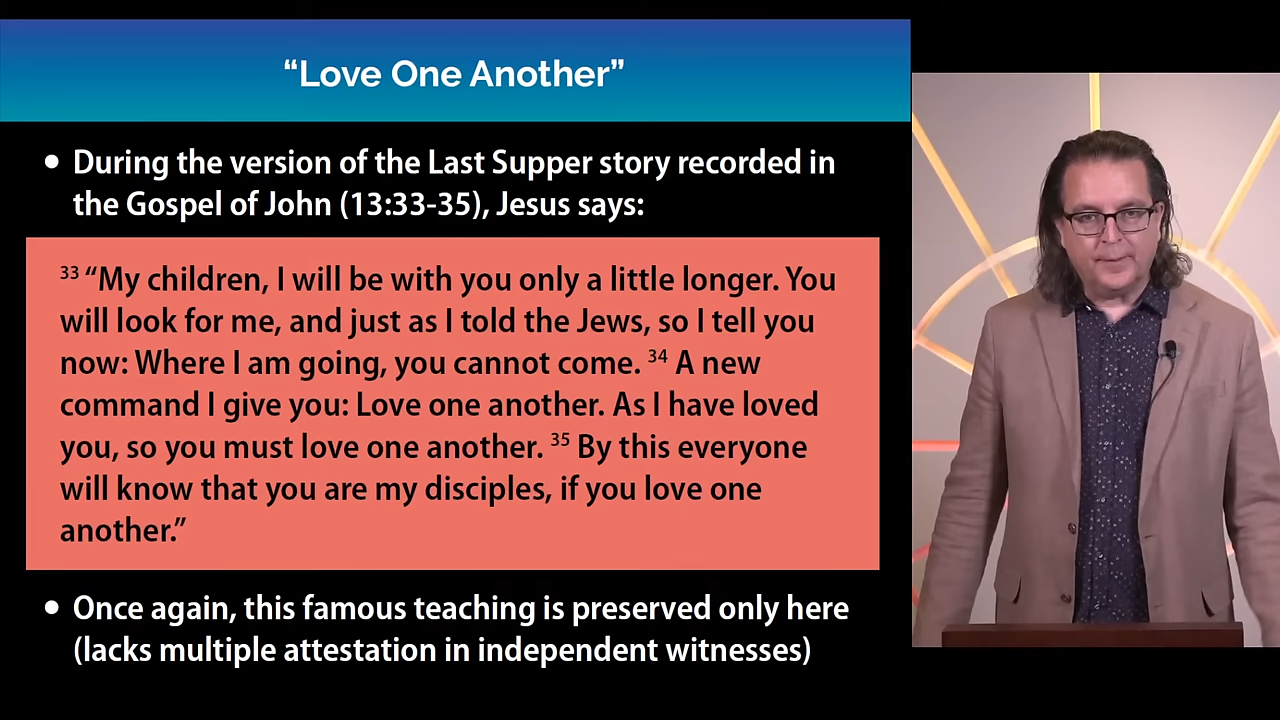 “Love One Another”
• During the version of the Last Supper story recorded in
the Gospel of John (13:33-35), Jesus says:
33 “My children, I will be with you only a little longer. You
will look for me, and just as I told the Jews, so I tell you
now: Where I am going, you cannot come. 34 A new
command I give you: Love one another. As I have loved
you, so you must love one another. 35 By this everyone
will know that you are my disciples, if you love one
another.”
• Once again, this famous teaching is preserved only here
(lacks multiple attestation in independent witnesses)